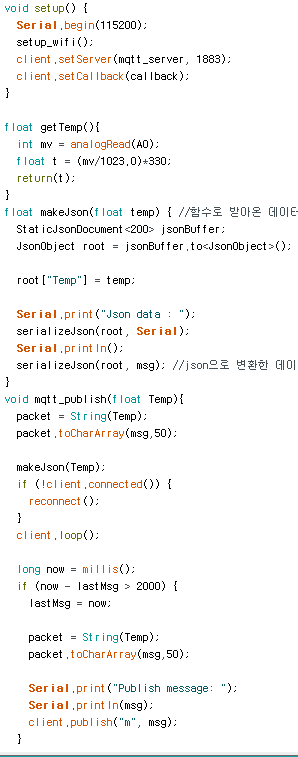 void setup() {
Serial.begin(115200);
setup_wifi();
client.setServer(mqtt_server, 1883);
client.setCallback(callback);
}
float getTemp(){
int mv = analogRead(A0);
float t = (mv/1023.0)*330;
return(t);
}
float makeJson(float temp) { //함수로 받아온 데이터
StaticJsonDocument<200> jsonBuffer;
JsonObject root = jsonBuffer.to<JsonObject>();
root["Temp"] = temp;
Serial.print("Json data : ");
serializeJson(root, Serial);
Serial.println();
serializeJson(root, msg); //json으로 변환한 데이
}
void mqtt_publish(float Temp){
packet = String(Temp);
packet.toCharArray(msg,50);
makeJson(Temp);
if (!client.connected()) {
reconnect();
}
client.loop();
long now = millis();
if (now - lastMsg > 2000) {
lastMsg = now;
packet = String(Temp);
packet.toCharArray(msg,50);
Serial.print("Publish message: ");
Serial.println(msg);
client.publish("m", msg);
}